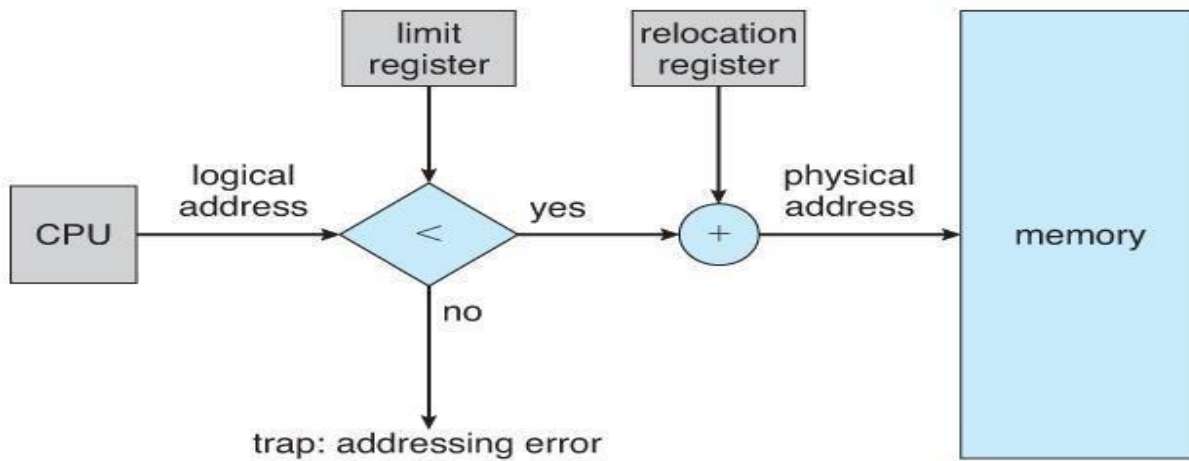 limit
register
relocation
register
logical
address
physical
address
CPU
<
yes
+
memory
no
trap: addressing error